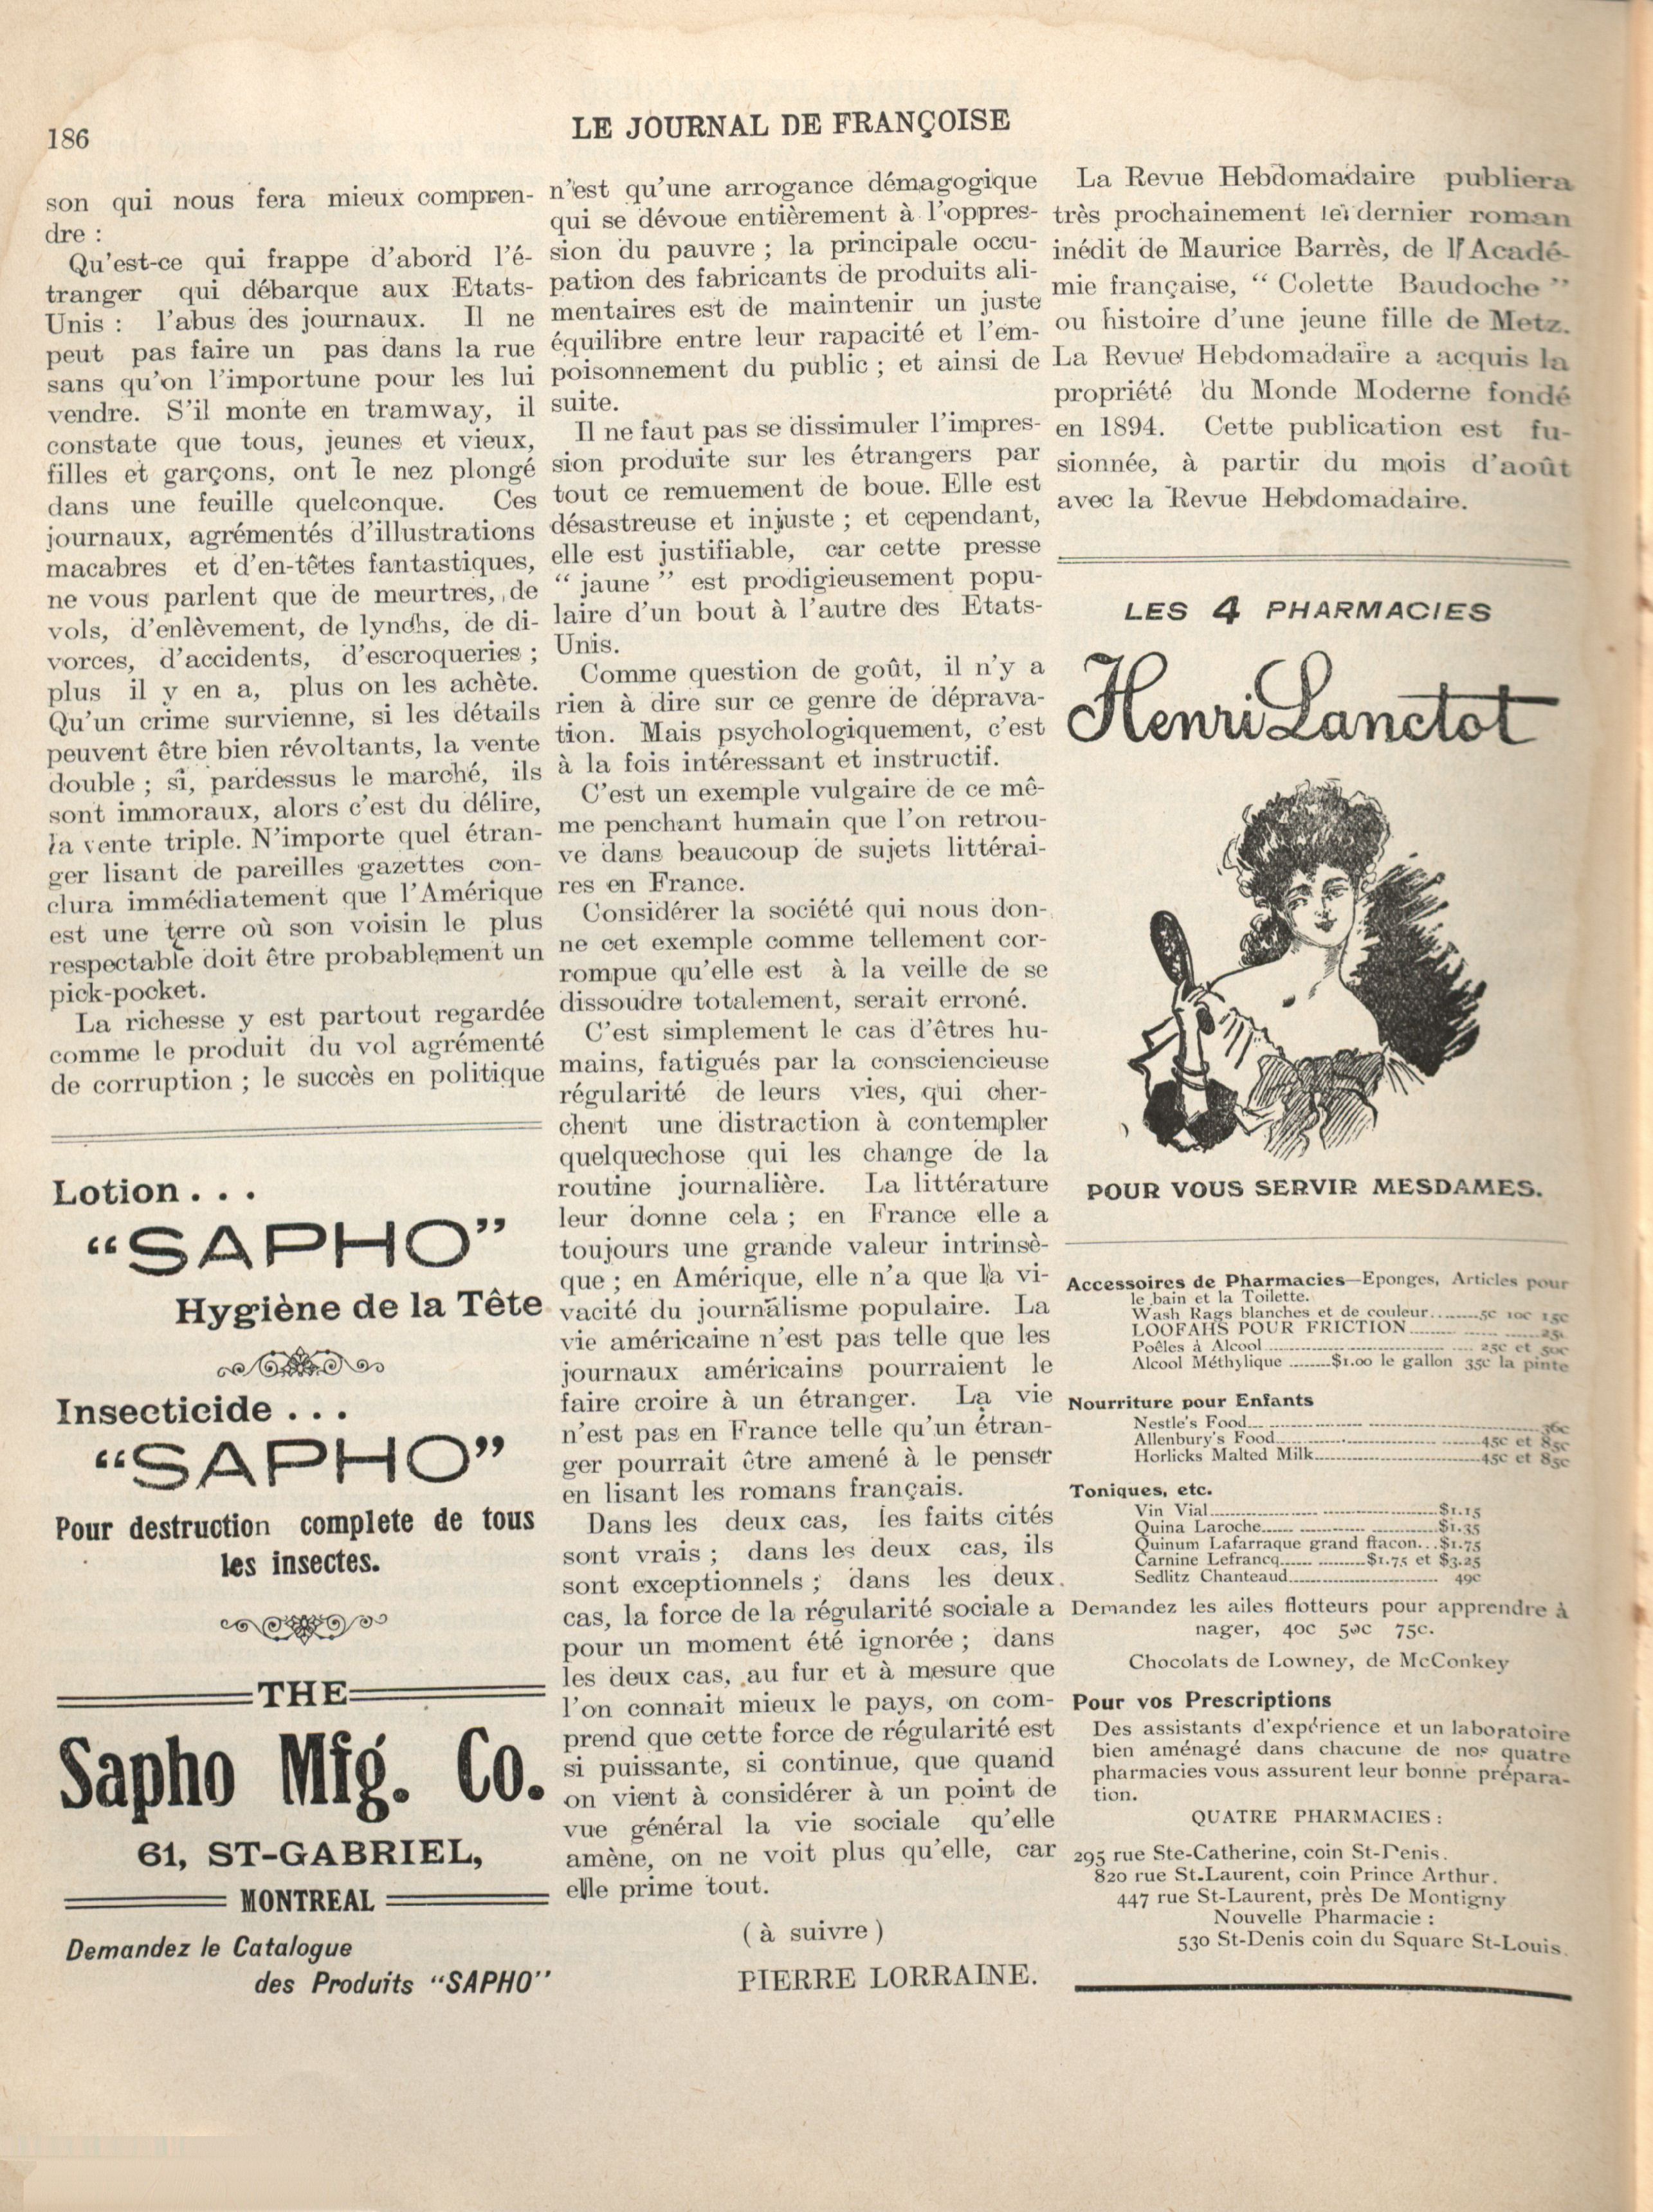 186
LE JOURNAL DE FRANÇOISE
son qui nous fera mieux compren-
dre :
Qu'est-ce qui frappe d'abord l'é-
tranger qui débarque aux Etats-
Unis : l'abus des journaux. Il ne
peut pas faire un pas dans la rue
sans qu'on l'importune pour les lui
vendre. S'il monte en tramway, il
constate que tous, jeunes et vieux,
filles et garçons, ont le nez plongé
dans une feuille quelconque. Ces
journaux, agrémentés d'illustrations
macabres et d'en-têtes fantastiques,
ne vous parlent que de meurtres, de
vols, d'enlèvement, de lynchs, de di-
vorces, d'accidents, d'escroqueries ;
plus il y en a, plus on les achète.
Qu'un crime survienne, si les détails
peuvent être bien révoltants, la vente
double ; si, pardessus le marché, ils
sont immoraux, alors c'est du délire,
la vente triple. N'importe quel étran-
ger lisant de pareilles gazettes con-
clura immédiatement que l'Amérique
est une terre où son voisin le plus
respectable doit être probablement un
pick-pocket.
La richesse y est partout regardée
comme le produit du vol agrémenté
de corruption ; le succès en politique
Lotion . . .
"SAPHO"
Hygiène de la Tête
Insecticide . . .
"SAPHO"
Pour destruction complete de tous
les insectes.
THE
Sapho Mfg. Co.
61, ST-GABRIEL,
MONTREAL
Demandez le Catalogue
des Produits "SAPHO"
n'est qu'une arrogance démagogique
qui se dévoue entièrement à l'oppres-
sion du pauvre ; la principale occu-
pation des fabricants de produits ali-
mentaires est de maintenir un juste
équilibre entre leur rapacité et l'em-
poisonnement du public ; et ainsi de
suite.
Il ne faut pas se dissimuler l'impres-
sion produite sur les étrangers par
tout ce remuement de boue. Elle est
désastreuse et injuste ; et cependant,
elle est justifiable, car cette presse
" jaune " est prodigieusement popu-
laire d'un bout à l'autre des Etats-
Unis.
Comme question de goût, il n'y a
rien à dire sur ce genre de déprava-
tion. Mais psychologiquement, c'est
à la fois intéressant et instructif.
C'est un exemple vulgaire de ce mê-
me penchant humain que l'on retrou-
ve dans beaucoup de sujets littérai-
res en France.
Considérer la société qui nous don-
ne cet exemple comme tellement cor-
rompue qu'elle est à la veille de se
dissoudre totalement, serait erroné.
C'est simplement le cas d'êtres hu-
mains, fatigués par la consciencieuse
régularité de leurs vies, qui cher-
chent une distraction à contempler
quelquechose qui les change de la
routine journalière. La littérature
leur donne cela ; en France elle a
toujours une grande valeur intrinsè-
que ; en Amérique, elle n'a que la vi-
vacité du journalisme populaire. La
vie américaine n'est pas telle que les
journaux américains pourraient le
faire croire à un étranger. La vie
n'est pas en France telle qu'un étran-
ger pourrait être amené à le penser
en lisant les romans français.
Dans les deux cas, les faits cités
sont vrais ; dans les deux cas, ils
sont exceptionnels ; dans les deux
cas, la force de la régularité sociale a
pour un moment été ignorée ; dans
les deux cas, au fur et à mesure que
l'on connait mieux le pays, on com-
prend que cette force de régularité est
si puissante, si continue, que quand
on vient à considérer à un point de
vue général la vie sociale qu'elle
amène, on ne voit plus qu'elle, car
elle prime tout.
( à suivre )
PIERRE LORRAINE.
La Revue Hebdomadaire publiera
très prochainement le dernier roman
inédit de Maurice Barrès, de l'Acadé-
mie française, " Colette Baudoche "
ou histoire d'une jeune fille de Metz.
La Revue Hebdomadaire a acquis la
propriété du Monde Moderne fondé
en 1894. Cette publication est fu-
sionnée, à partir du mois d'août
avec la Revue Hebdomadaire.
LES 4 PHARMACIES
Henri Lanctot
POUR VOUS SERVIR MESDAMES.
Accessoires de Pharmacies—Eponges, Articles pour
le bain et la Toilette.
Wash Rags blanches et de couleur........5c 10c 15c
LOOFAHS POUR FRICTION................25c
Poêles à Alcool................25c et 50c
Alcool Méthylique ........$1.00 le gallon 35c la pinte
Nourriture pour Enfants
Nestle's Food................36c
Allenbury's Food................45c et 85c
Horlicks Malted Milk................45c et 85c
Toniques, etc.
Vin Vial................$1.15
Quina Laroche................$1.35
Quinum Lafarraque grand flacon...$1.75
Carnine Lefrancq................$1.75 et $3.25
Sedlitz Chanteaud................49c
Demandez les ailes flotteurs pour apprendre à
nager, 40c 50c 75c.
Chocolats de Lowney, de McConkey
Pour vos Prescriptions
Des assistants d'expérience et un laboratoire
bien aménagé dans chacune de nos quatre
pharmacies vous assurent leur bonne prépara-
tion.
QUATRE PHARMACIES :
295 rue Ste-Catherine, coin St-Denis.
820 rue St.Laurent, coin Prince Arthur.
447 rue St-Laurent, près De Montigny
Nouvelle Pharmacie :
530 St-Denis coin du Square St-Louis.